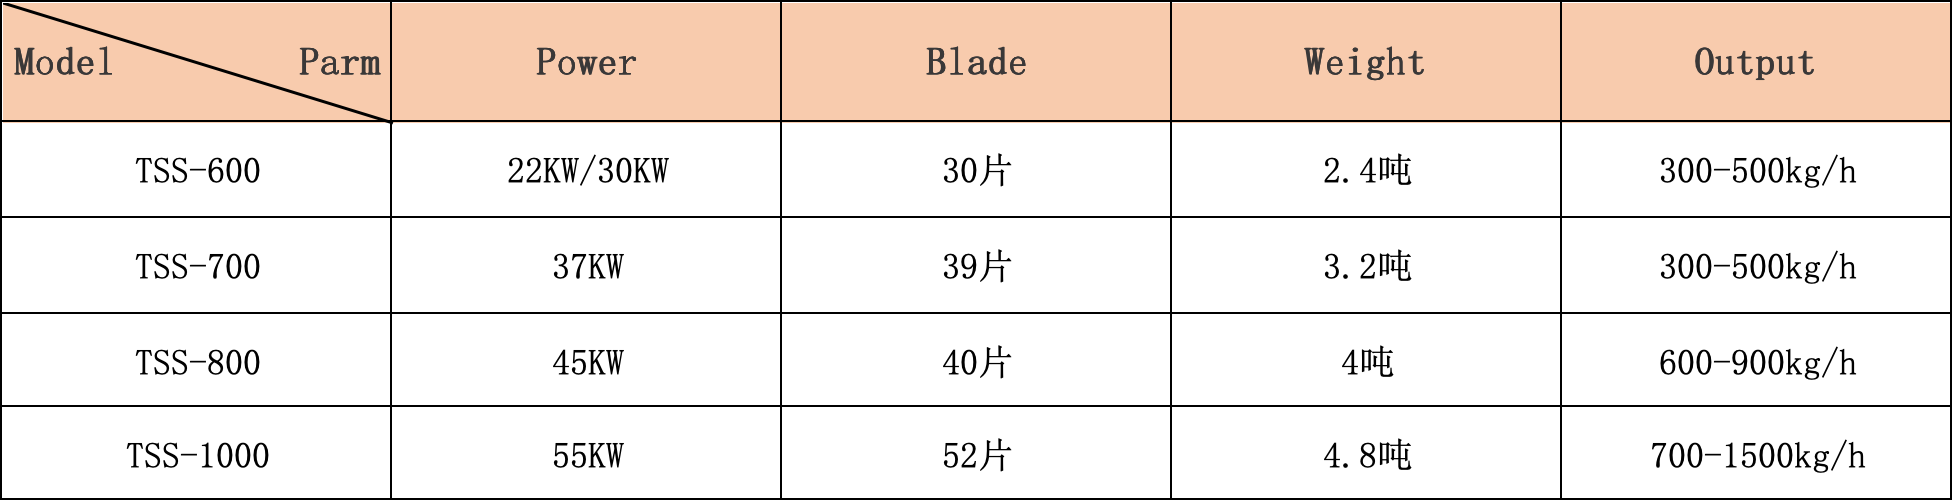 Model Parm Power Blade Weight Output
TSS-600 22KW/30KW 30片 2.4吨 300-500kg/h
TSS-700 37KW 39片 3.2吨 300-500kg/h
TSS-800 45KW 40片 4吨 600-900kg/h
TSS-1000 55KW 52片 4.8吨 700-1500kg/h